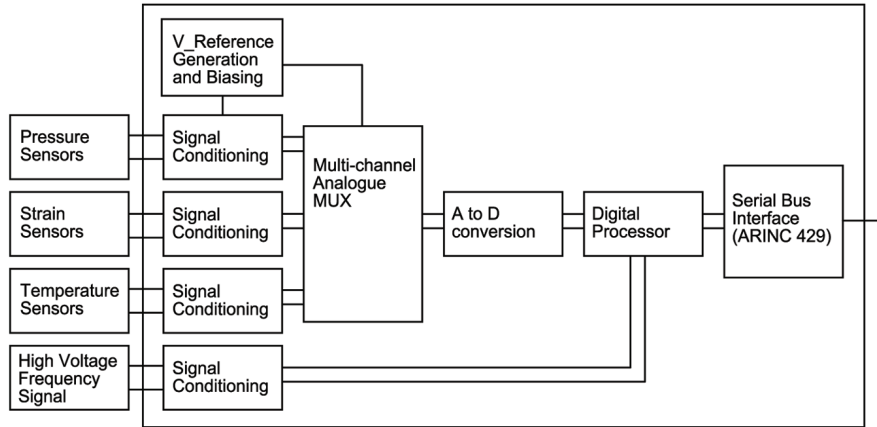 V_Reference
Generation
and Biasing
Pressure
Sensors
Signal
Conditioning
Multi-channel
Analogue
MUX
Strain
Sensors
Signal
Conditioning
A to D
conversion
Digital
Processor
Serial Bus
Interface
(ARINC 429)
Temperature
Sensors
Signal
Conditioning
High Voltage
Frequency
Signal
Signal
Conditioning